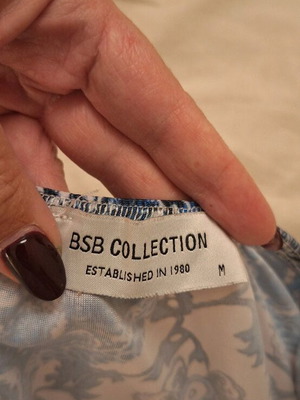 BSB COLLECTION
ESTABLISHED IN 1980
M